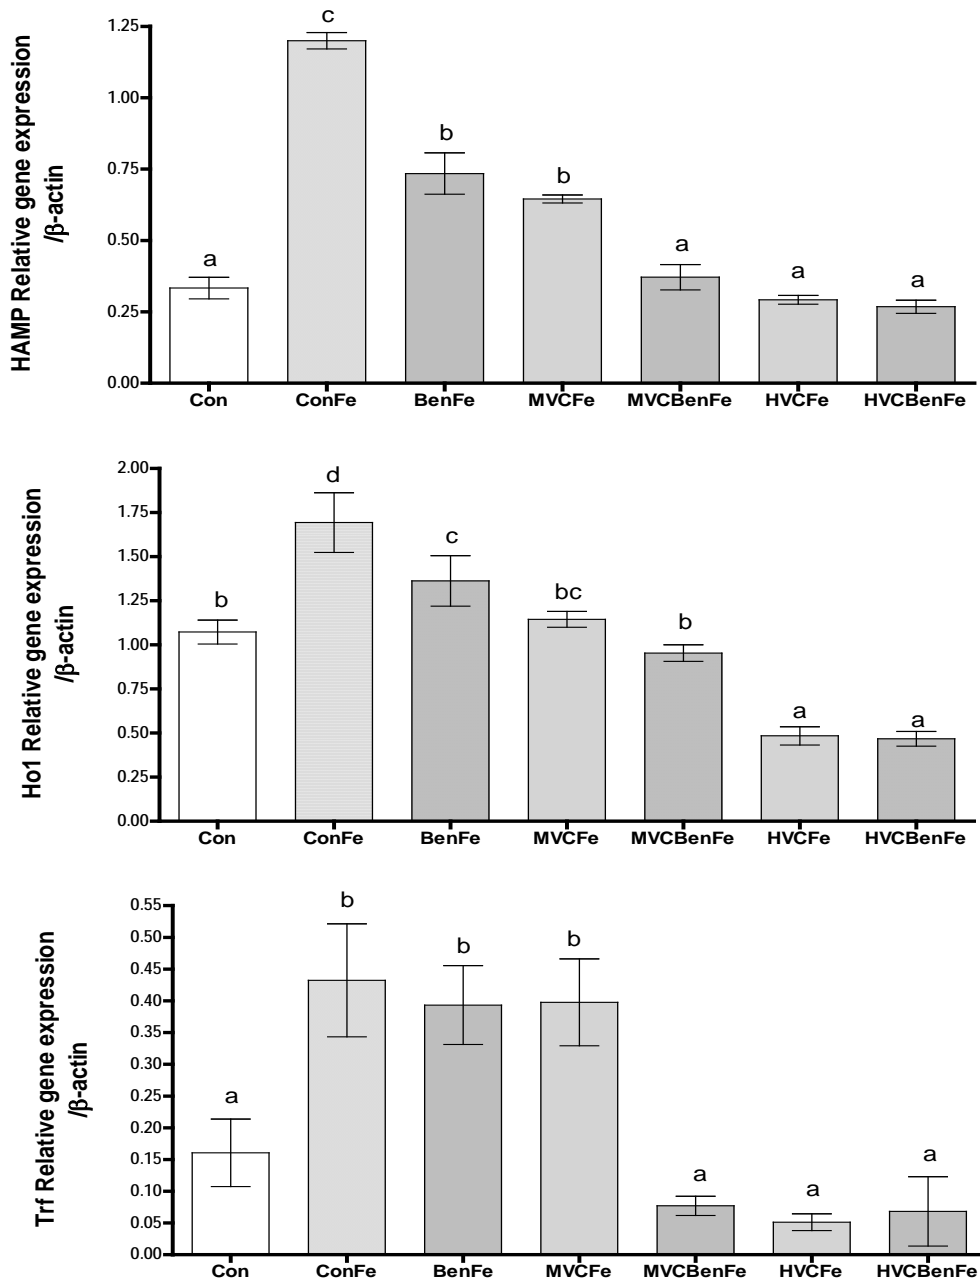 HAMP Relative gene expression
/β-actin
1.25
1.00
0.75
0.50
0.25
0.00
c
b
b
a
a
a
a
Con ConFe BenFe MVCFe MVCBenFe HVCFe HVCBenFe
Ho1 Relative gene expression
/β-actin
2.00
1.75
1.50
1.25
1.00
0.75
0.50
0.25
0.00
d
c
b
bc
b
a
a
Con ConFe BenFe MVCFe MVCBenFe HVCFe HVCBenFe
Trf Relative gene expression
/β-actin
0.55
0.50
0.45
0.40
0.35
0.30
0.25
0.20
0.15
0.10
0.05
0.00
b
b
b
a
a
a
a
Con ConFe BenFe MVCFe MVCBenFe HVCFe HVCBenFe